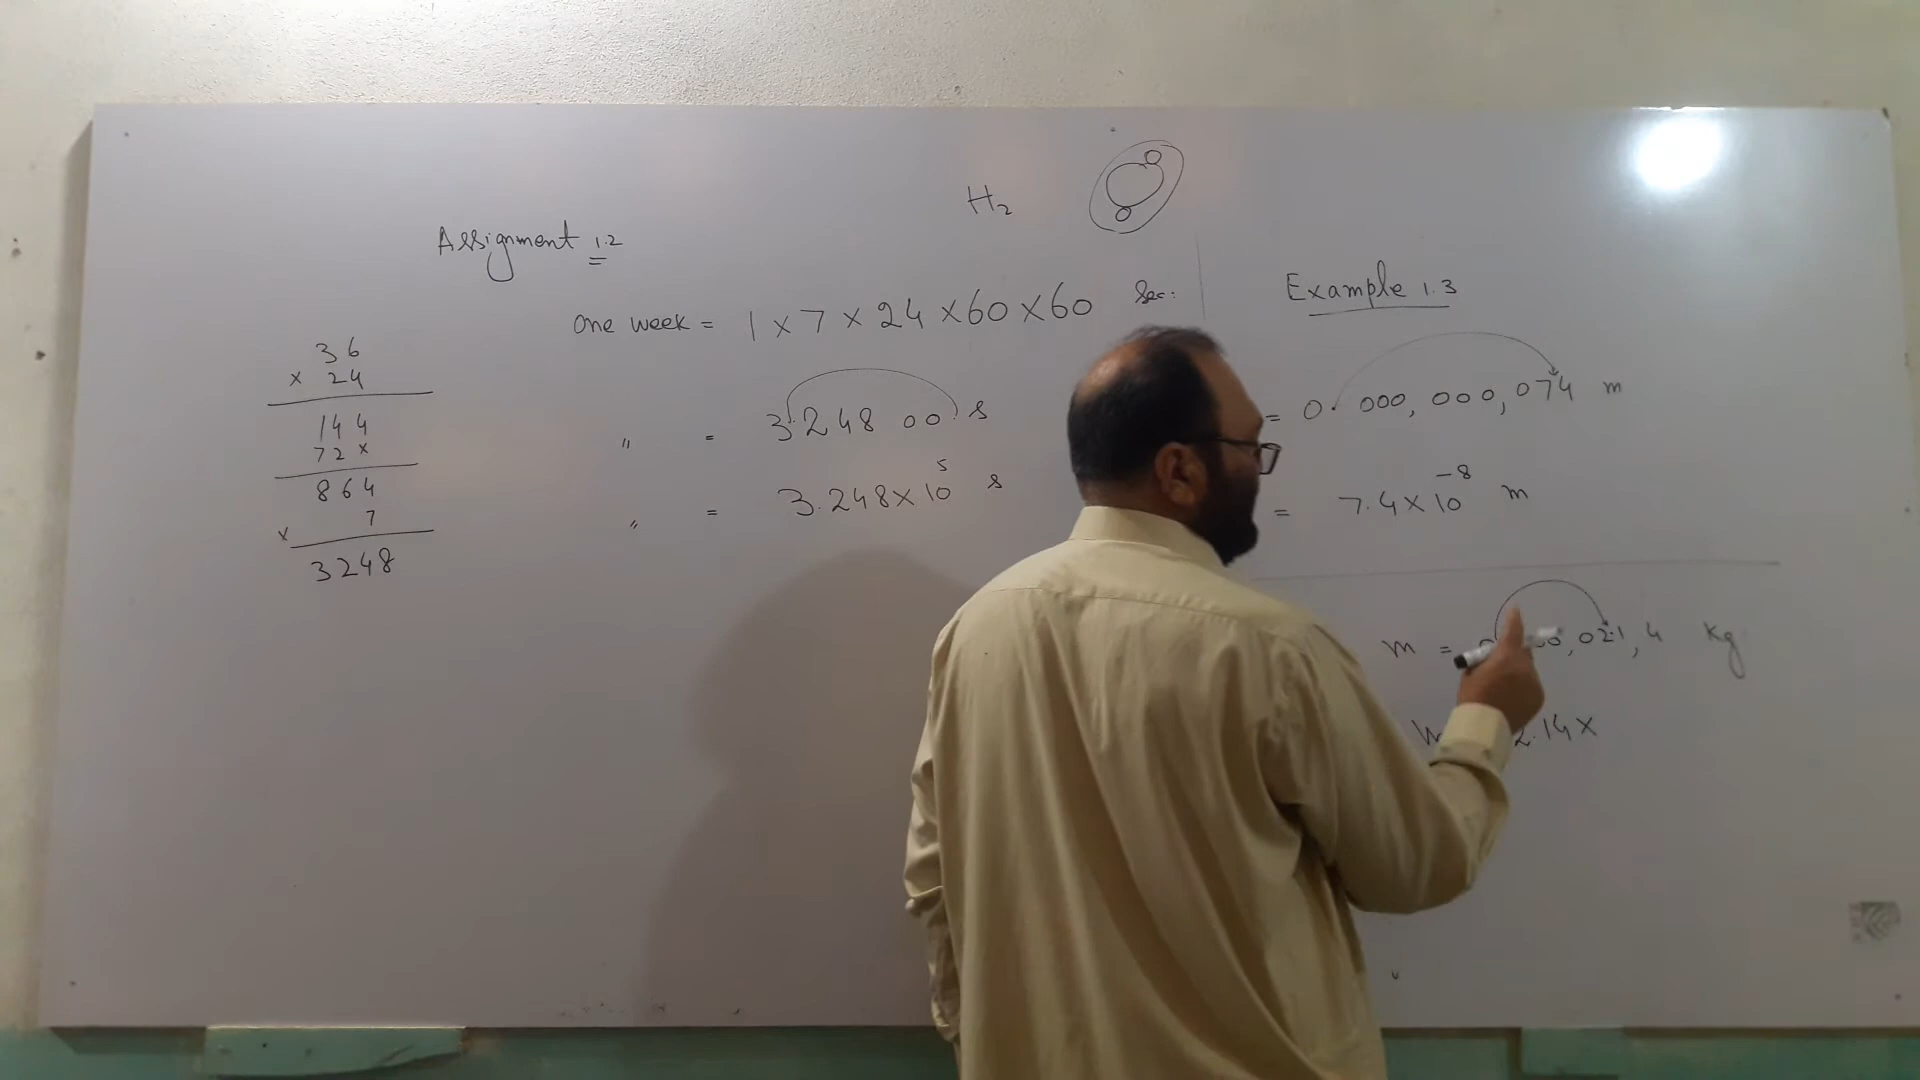 H₂
Assignment 1.2
One week = 1 × 7 × 24 × 60 × 60 Sec:
" = 3.248 00. s
" = 3.248 × 10⁵ s
36
× 24
144
72 ×
864
× 7
3248
Example 1.3
= 0. 000, 000, 074 m
= 7.4 × 10⁻⁸ m
m = 0,021,4 Kg
2.14 ×